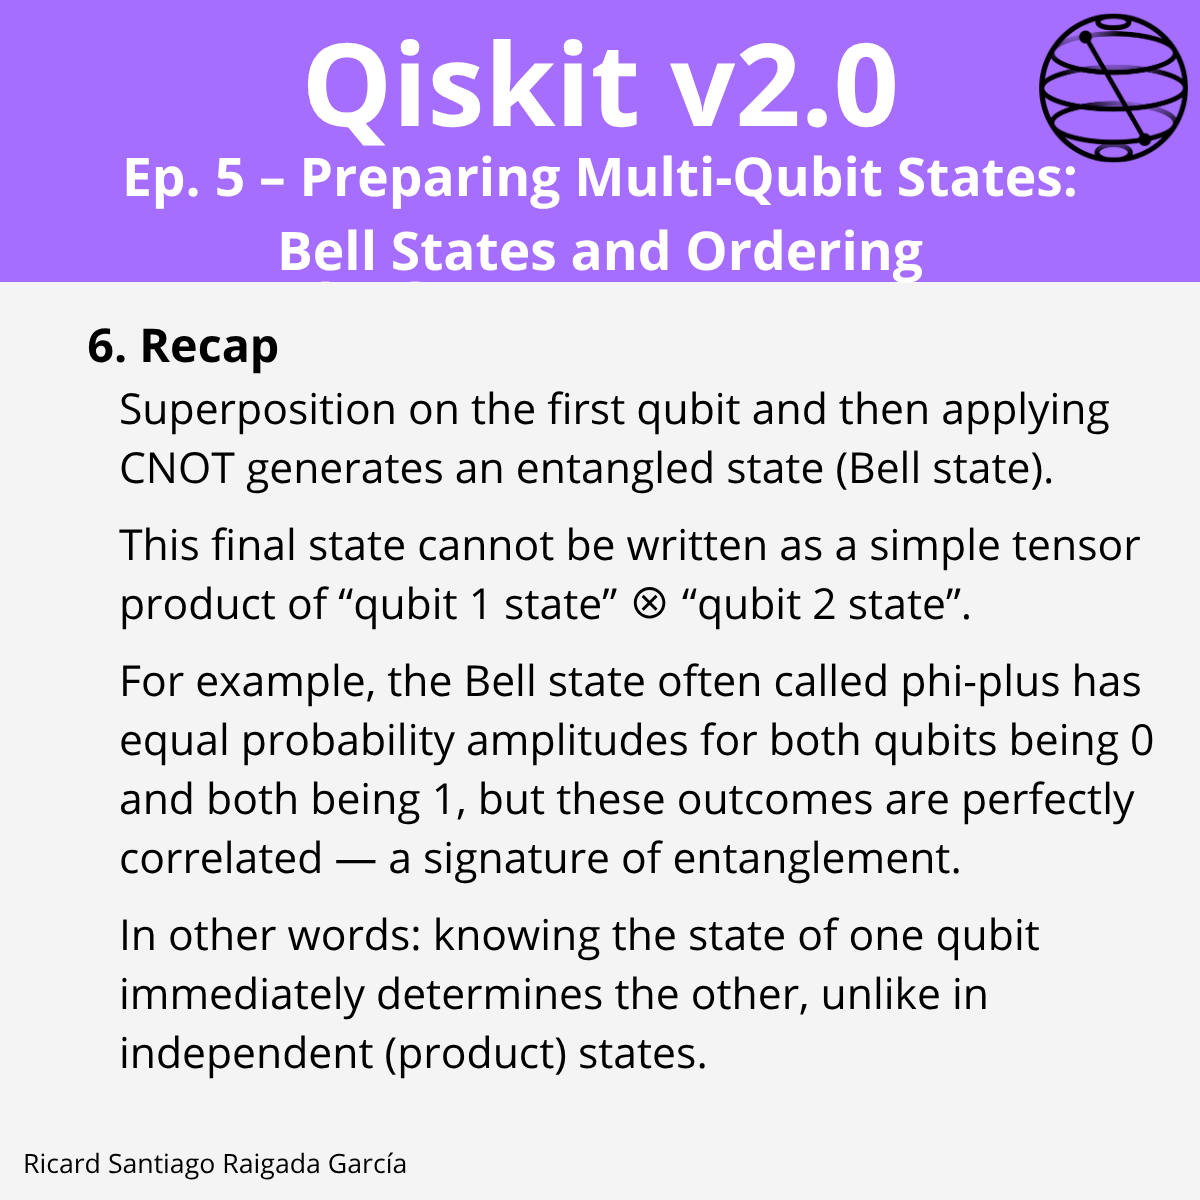 Qiskit v2.0
Ep. 5 – Preparing Multi-Qubit States:
Bell States and Ordering
6. Recap
Superposition on the first qubit and then applying
CNOT generates an entangled state (Bell state).
This final state cannot be written as a simple tensor
product of “qubit 1 state” ⊗ “qubit 2 state”.
For example, the Bell state often called phi-plus has
equal probability amplitudes for both qubits being 0
and both being 1, but these outcomes are perfectly
correlated — a signature of entanglement.
In other words: knowing the state of one qubit
immediately determines the other, unlike in
independent (product) states.
Ricard Santiago Raigada García